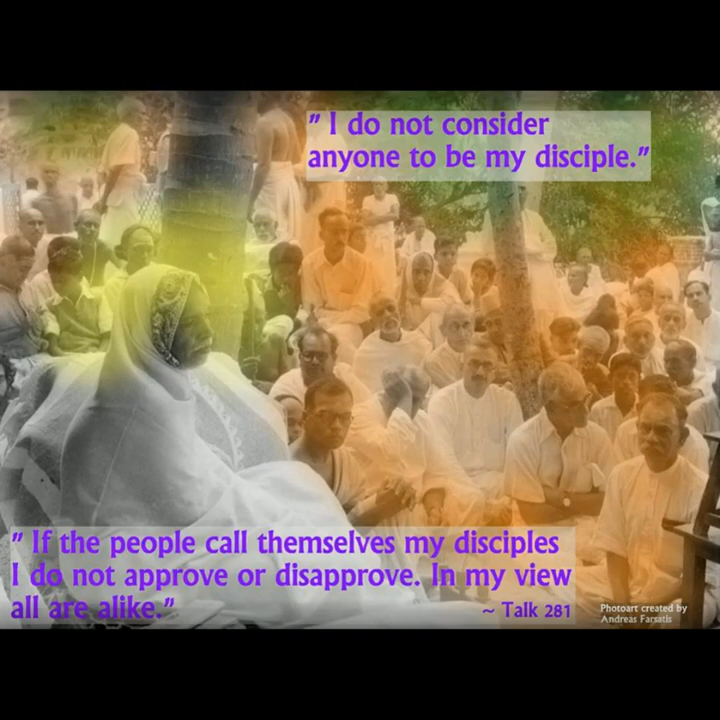 " I do not consider
anyone to be my disciple."
" If the people call themselves my disciples
I do not approve or disapprove. In my view
all are alike."
~ Talk 281
Photoart created by
Andreas Farsatis